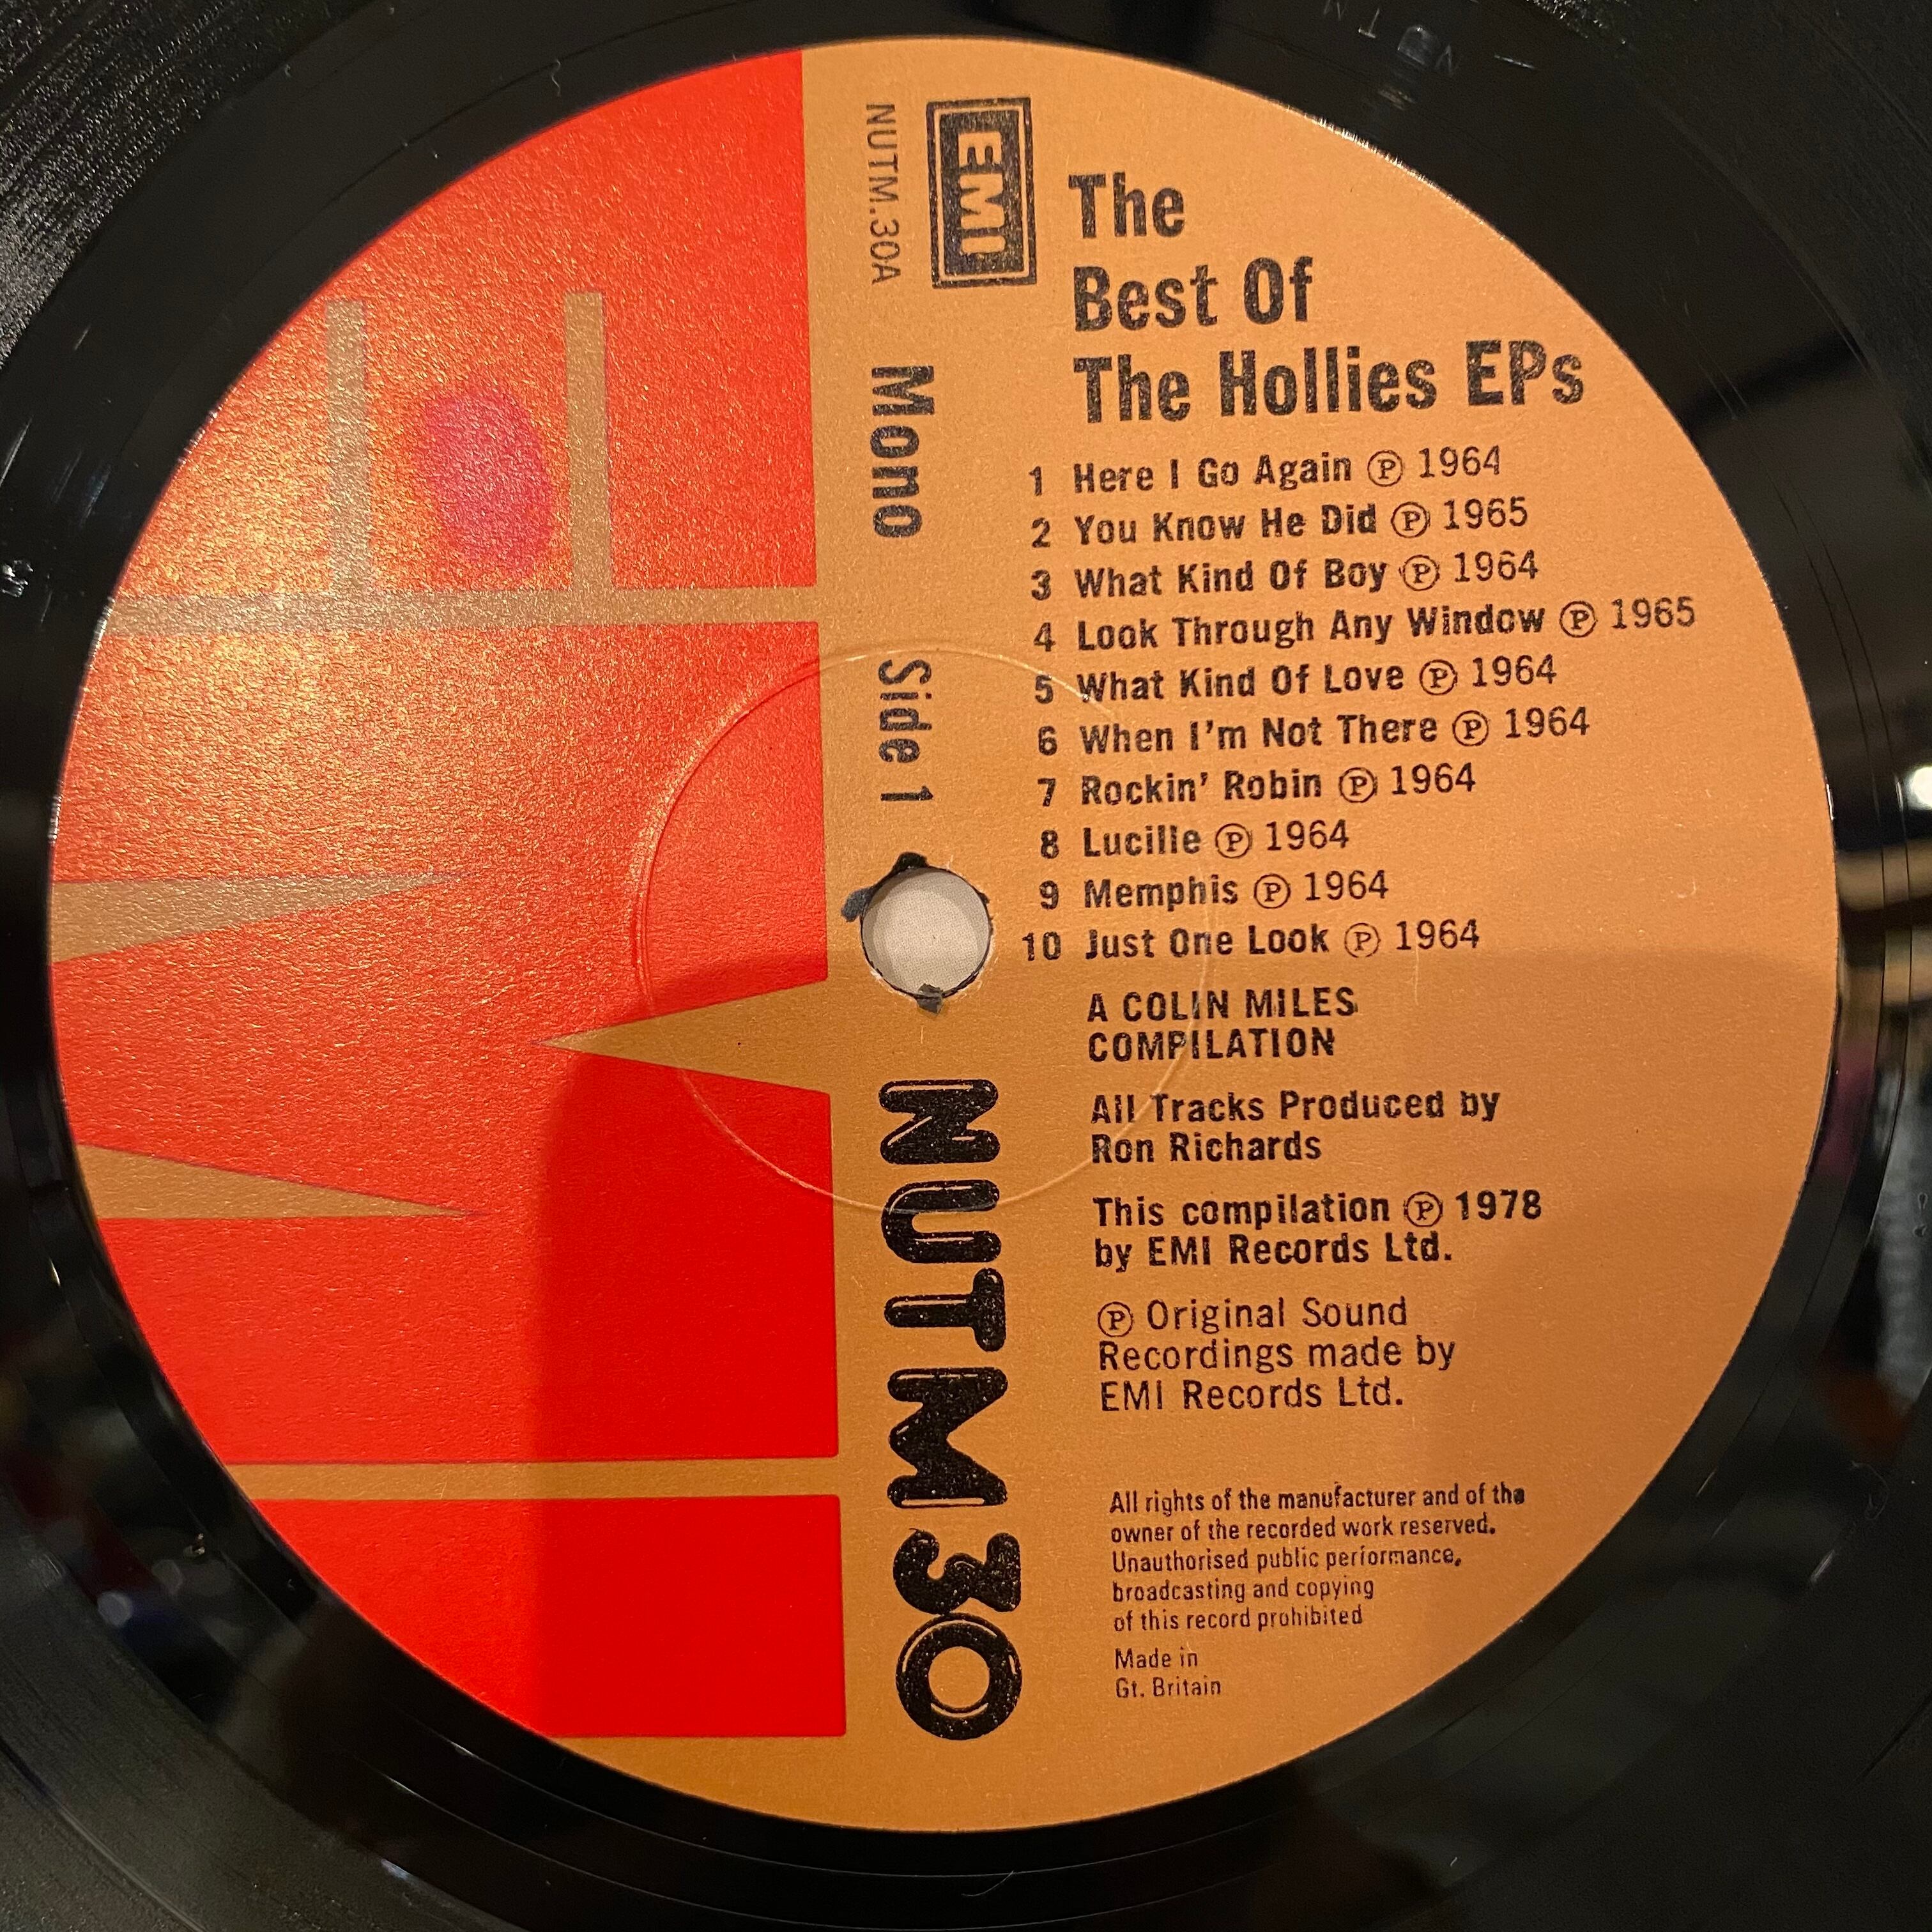 EMI
NUTM.30A
Mono
Side 1
NUTM 30
The
Best Of
The Hollies EPs
1 Here I Go Again ℗ 1964
2 You Know He Did ℗ 1965
3 What Kind Of Boy ℗ 1964
4 Look Through Any Window ℗ 1965
5 What Kind Of Love ℗ 1964
6 When I'm Not There ℗ 1964
7 Rockin' Robin ℗ 1964
8 Lucille ℗ 1964
9 Memphis ℗ 1964
10 Just One Look ℗ 1964
A COLIN MILES
COMPILATION
All Tracks Produced by
Ron Richards
This compilation ℗ 1978
by EMI Records Ltd.
℗ Original Sound
Recordings made by
EMI Records Ltd.
All rights of the manufacturer and of the
owner of the recorded work reserved.
Unauthorised public performance,
broadcasting and copying
of this record prohibited
Made in
Gt. Britain